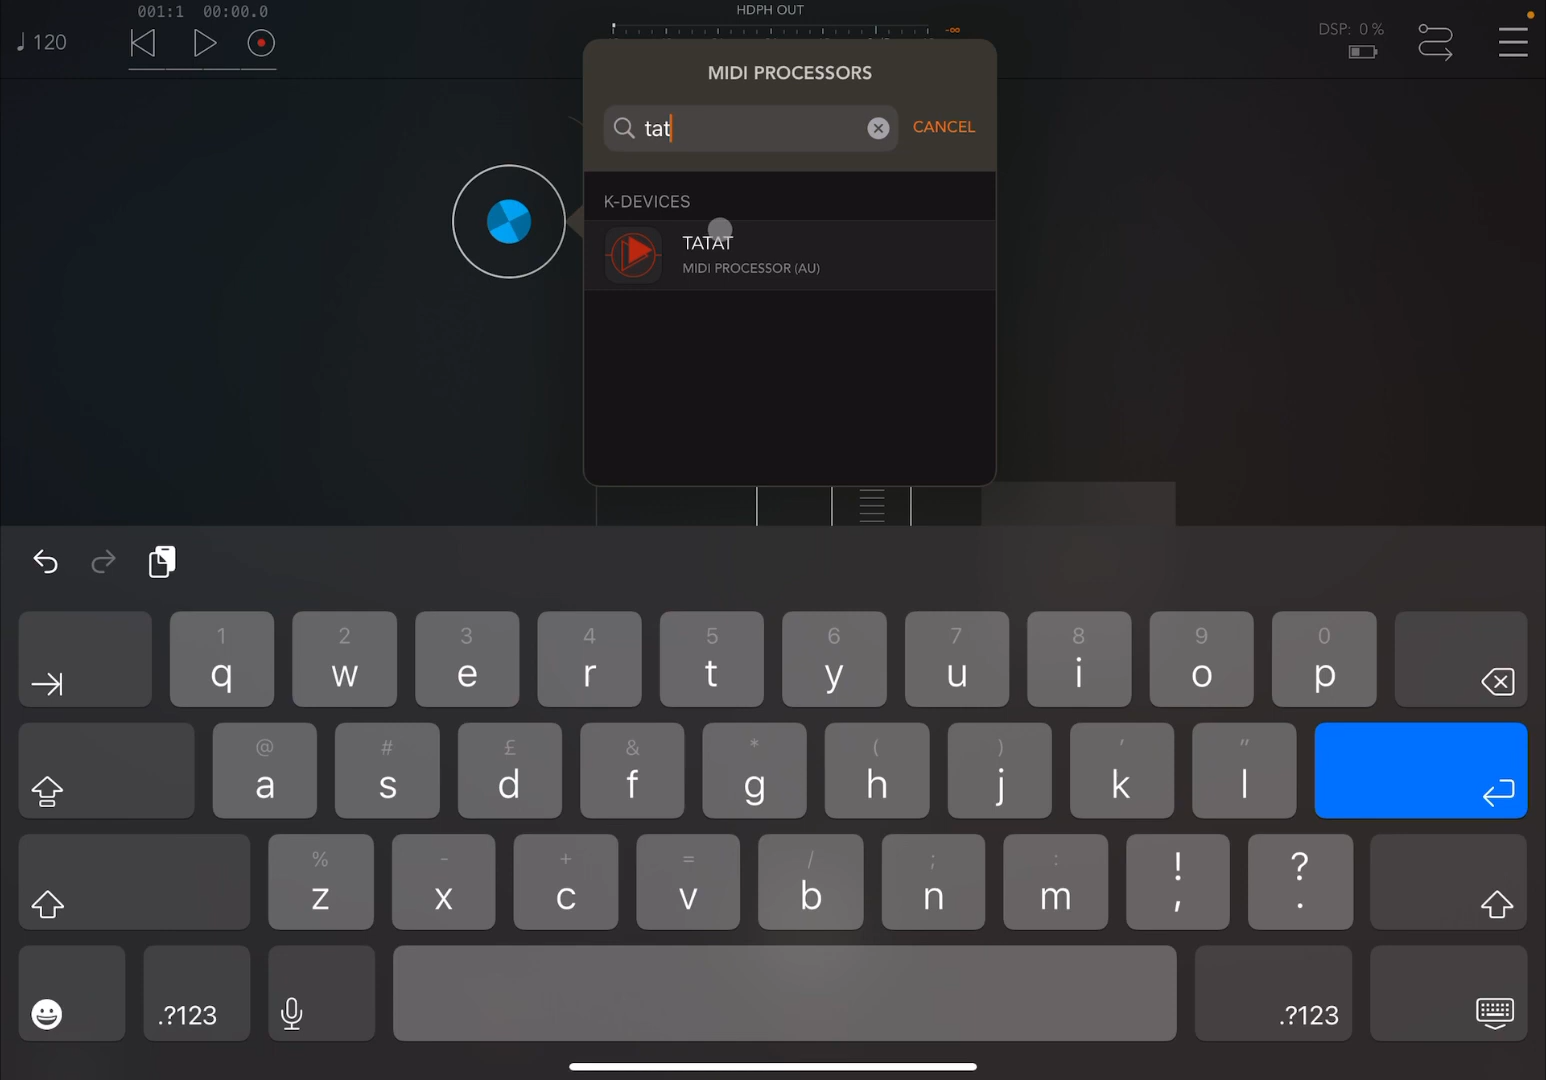 001:1 00:00.0
HDPH OUT
♩ 120
-∞
DSP: 0 %
MIDI PROCESSORS
tat
CANCEL
K-DEVICES
TATAT
MIDI PROCESSOR (AU)
1 2 3 4 5 6 7 8 9 0
q w e r t y u i o p
@ # £ & * ( ) ' "
a s d f g h j k l
% - + = / ; : ! ?
z x c v b n m , .
.?123 .?123